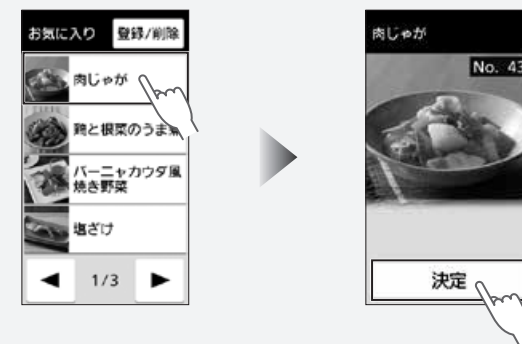 お気に入り 登録/削除
肉じゃが
鶏と根菜のうま煮
バーニャカウダ風
焼き野菜
塩ざけ
1/3
肉じゃが
No. 43
決定